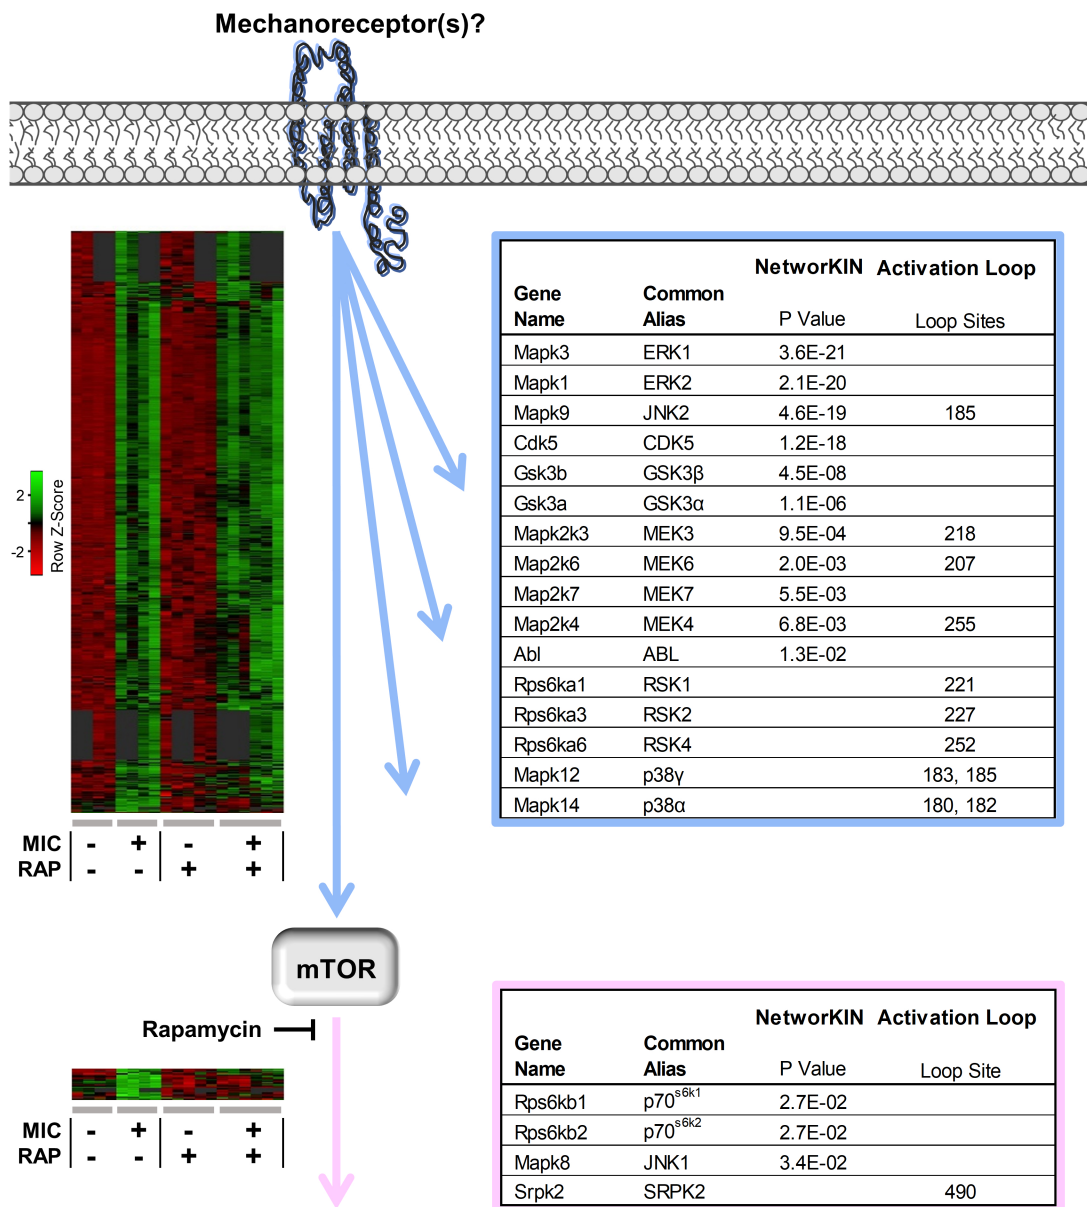 Mechanoreceptor(s)?
NetworKIN Activation Loop
Gene Common
Name Alias P Value Loop Sites
Mapk3 ERK1 3.6E-21
Mapk1 ERK2 2.1E-20
Mapk9 JNK2 4.6E-19 185
Cdk5 CDK5 1.2E-18
Gsk3b GSK3β 4.5E-08
Gsk3a GSK3α 1.1E-06
Mapk2k3 MEK3 9.5E-04 218
Map2k6 MEK6 2.0E-03 207
Map2k7 MEK7 5.5E-03
Map2k4 MEK4 6.8E-03 255
Abl ABL 1.3E-02
Rps6ka1 RSK1 221
Rps6ka3 RSK2 227
Rps6ka6 RSK4 252
Mapk12 p38γ 183, 185
Mapk14 p38α 180, 182
2
-2
Row Z-Score
MIC - + - +
RAP - - + +
mTOR
Rapamycin
MIC - + - +
RAP - - + +
NetworKIN Activation Loop
Gene Common
Name Alias P Value Loop Site
Rps6kb1 p70s6k1 2.7E-02
Rps6kb2 p70s6k2 2.7E-02
Mapk8 JNK1 3.4E-02
Srpk2 SRPK2 490